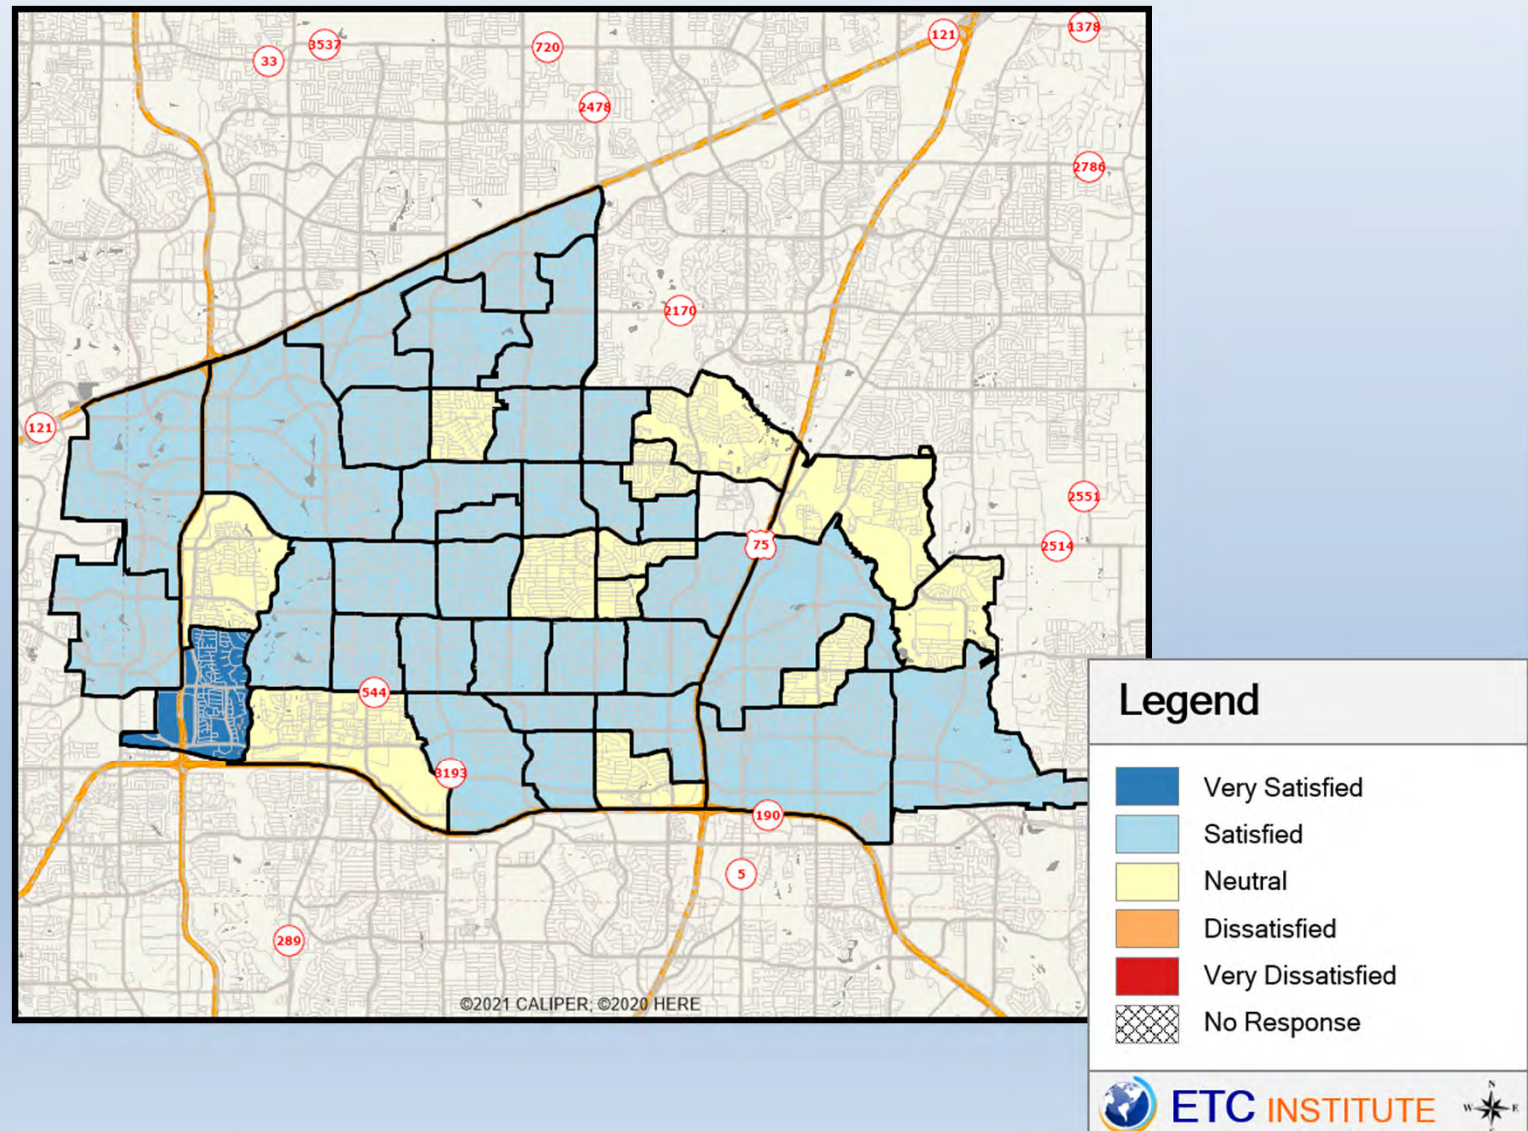 121
1378
3537
720
33
2478
2786
2170
121
2551
75
2514
544
3193
190
5
289
©2021 CALIPER; ©2020 HERE
Legend
Very Satisfied
Satisfied
Neutral
Dissatisfied
Very Dissatisfied
No Response
ETC INSTITUTE
N
W E
S